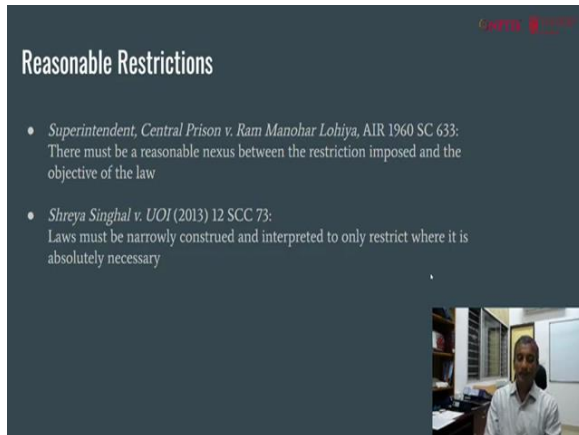 Reasonable Restrictions
● Superintendent, Central Prison v. Ram Manohar Lohiya, AIR 1960 SC 633:
There must be a reasonable nexus between the restriction imposed and the
objective of the law
● Shreya Singhal v. UOI (2013) 12 SCC 73:
Laws must be narrowly construed and interpreted to only restrict where it is
absolutely necessary